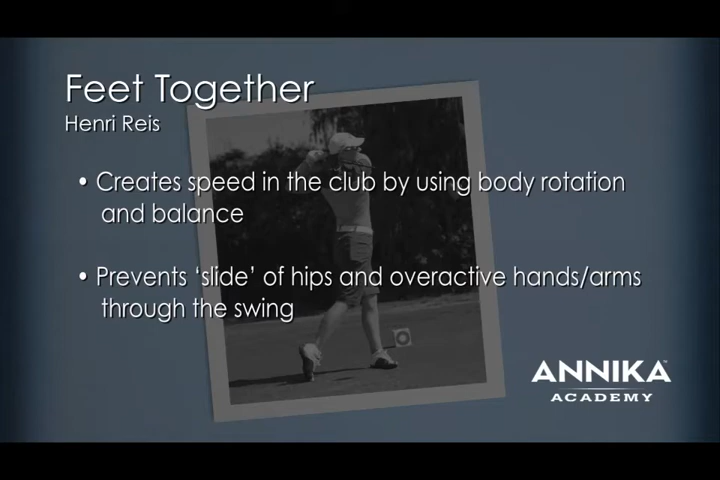 Feet Together
Henri Reis
• Creates speed in the club by using body rotation
and balance
• Prevents ‘slide’ of hips and overactive hands/arms
through the swing
ANNIKA™
ACADEMY